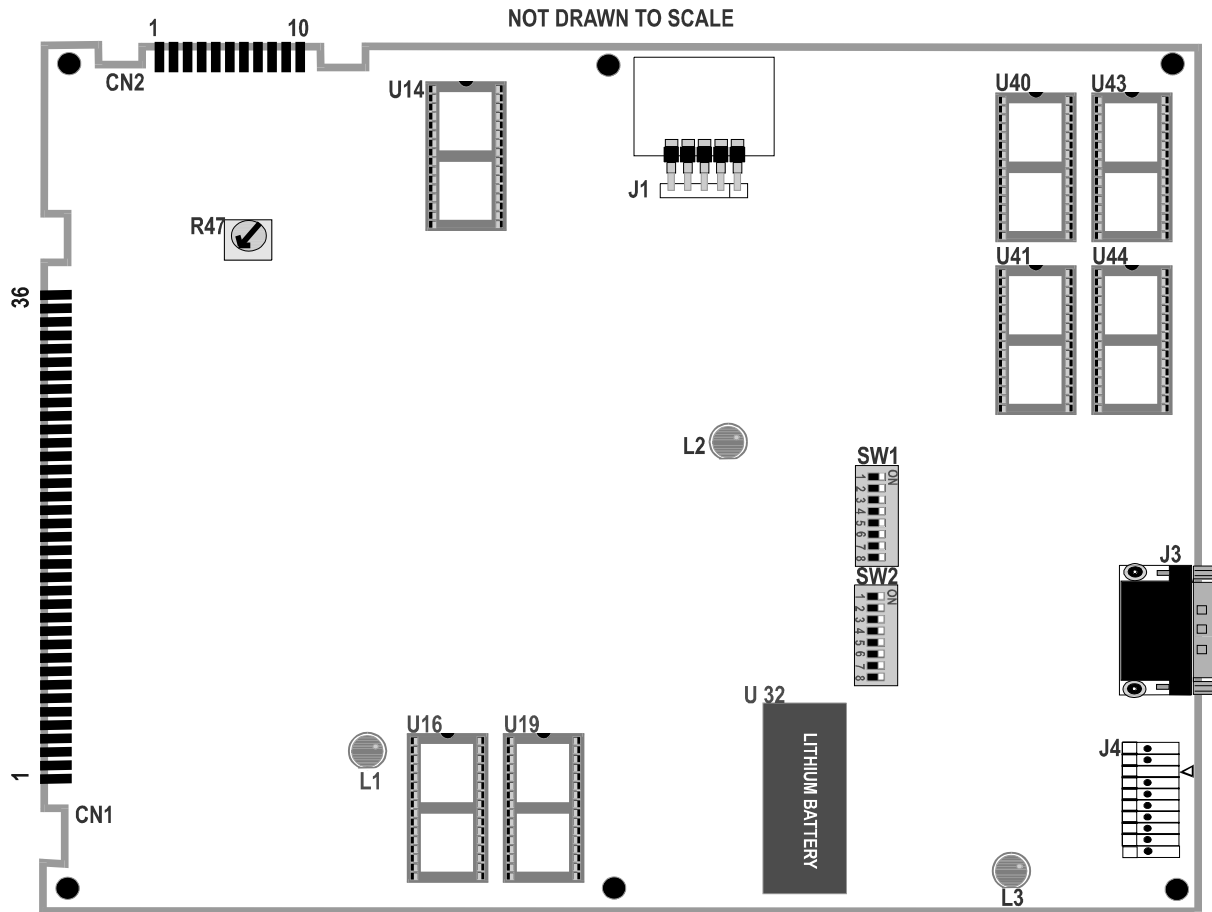 NOT DRAWN TO SCALE
1 10
CN2
U14
U40 U43
J1
R47
U41 U44
36
L2
SW1
ON
1
2
3
4
5
6
7
8
J3
SW2
ON
1
2
3
4
5
6
7
8
U 32
LITHIUM BATTERY
U16 U19
J4
1
L1
CN1
L3